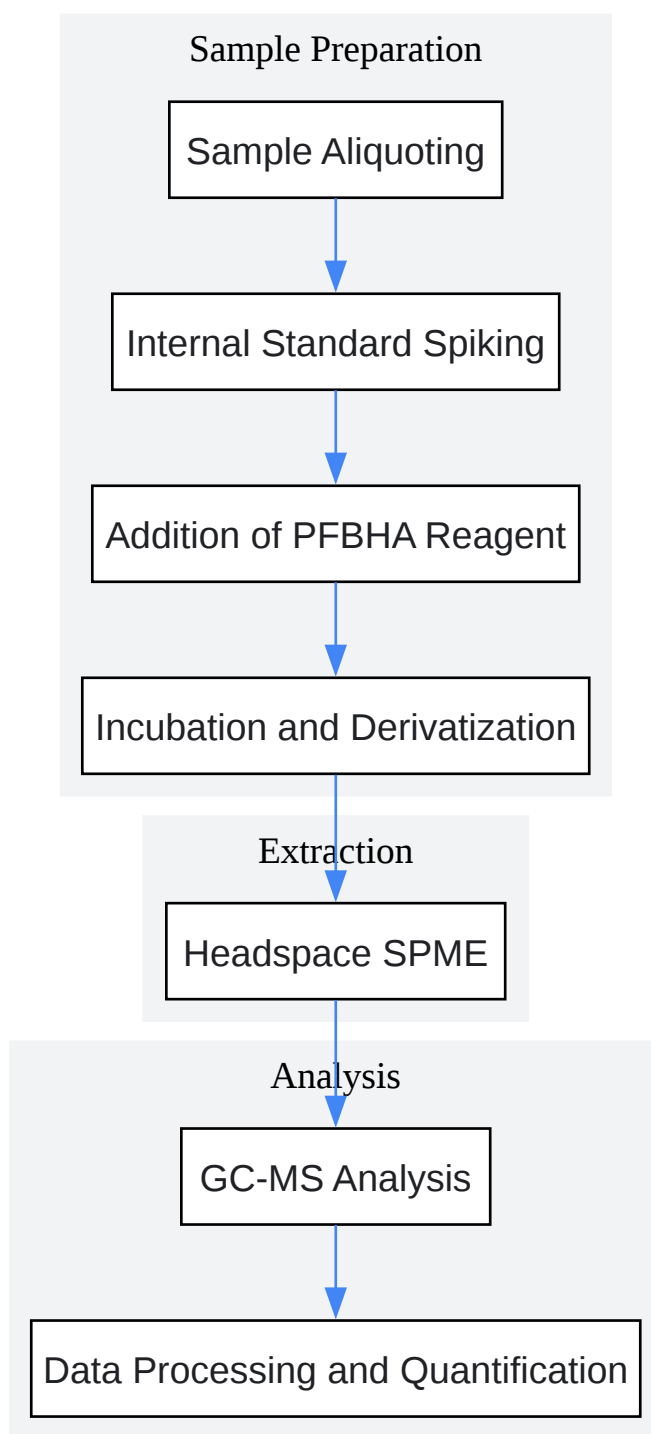 Sample Preparation
Sample Aliquoting
Internal Standard Spiking
Addition of PFBHA Reagent
Incubation and Derivatization
Extraction
Headspace SPME
Analysis
GC-MS Analysis
Data Processing and Quantification